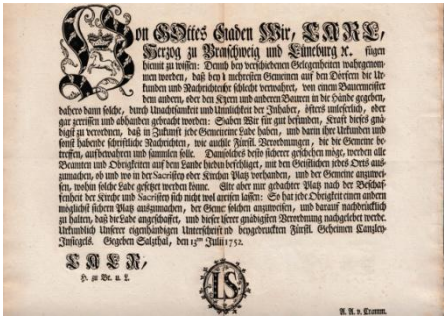 Von GOttes Gnaden Wir, CARL,
Herzog zu Braunschweig und Lüneburg ꝛc. fügen
hiemit zu wissen: Demnach bey verschiedenen Gelegenheiten wahrgenom-
men worden, daß bey mehresten Gemeinen auf den Dörfern die Ur-
kunden und Nachrichten schlecht verwahret, von einem Bauermeister
dem andern, oder den Kyren und anderen Bauren in die Hände gegeben,
dahero dann solche, durch Unachtsamkeit und Unwissenheit der Inhaber, öfters unleserlich, oder
gar zerrissen und abhanden gebracht worden: Haben Wir für gut befunden, Kraft dieses gnä-
digst zu verordnen, daß in Zukunft jede Gemeine eine Lade haben, und darin ihre Urkunden und
sonst habende schriftliche Nachrichten, wie auch die Fürstl. Verordnungen, die die Gemeine be-
treffen, aufbewahren und sammlen solle. Damit solches desto sicherer geschehen möge, werden alle
Beamten und Obrigkeiten auf dem Lande hiedurch befehliget, mit den Geistlichen jedes Orts aus-
zumachen, ob und wo in der Sacristey oder Kirchen Platz vorhanden, und der Gemeine anzuwei-
sen, wohin solche Lade gesetzet werden könne. Solte aber nur gedachter Platz nach der Beschaf-
fenheit der Kirche und Sacristey sich nicht wol anweisen lassen: So hat jede Obrigkeit einen andern
möglichst sichern Platz auszumachen, der Gemeine solchen anzuweisen, und darauf nachdrücklich
zu halten, daß die Lade angeschaffet, und dieser Unserer gnädigsten Verordnung nachgelebet werde.
Urkundlich Unserer eigenhändigen Unterschrift und beygedruckten Fürstl. Geheimen Canzley-
Insiegels. Gegeben Salzthal, den 13ten Julii 1752.
CARL,
H. zu Br. u. L.
LS
A. A. v. Cramm.